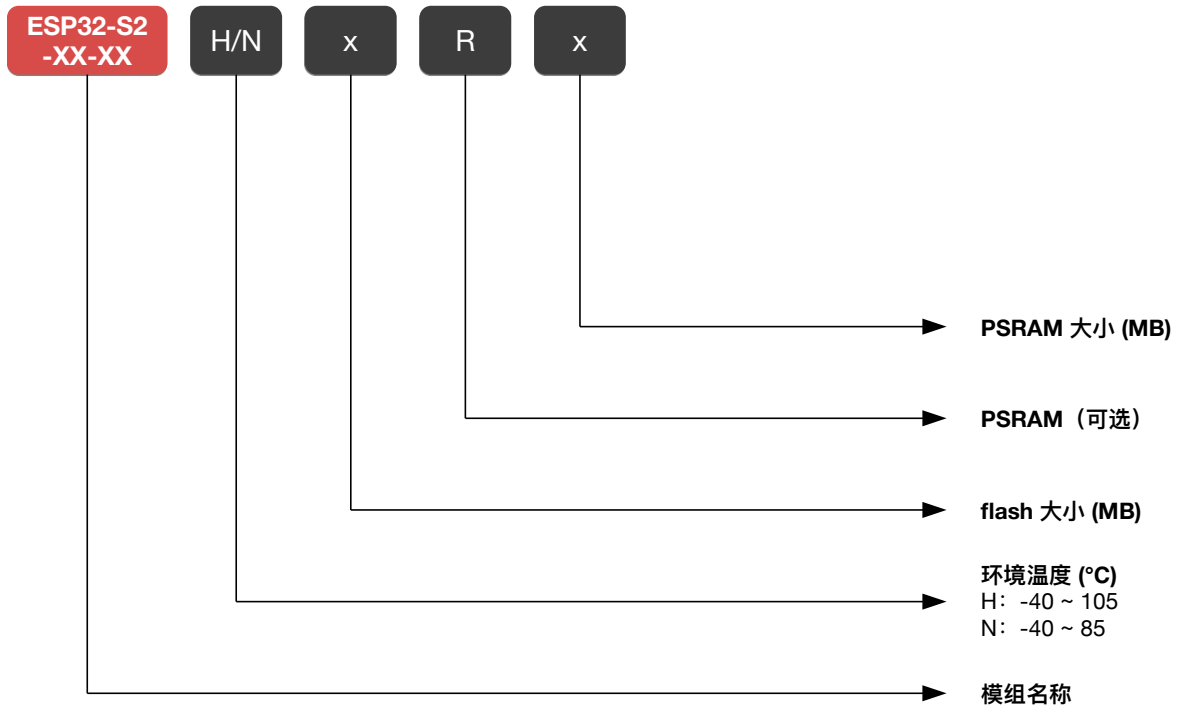 ESP32-S2
-XX-XX
H/N
x
R
x
PSRAM 大小 (MB)
PSRAM（可选）
flash 大小 (MB)
环境温度 (°C)
H：-40 ~ 105
N：-40 ~ 85
模组名称